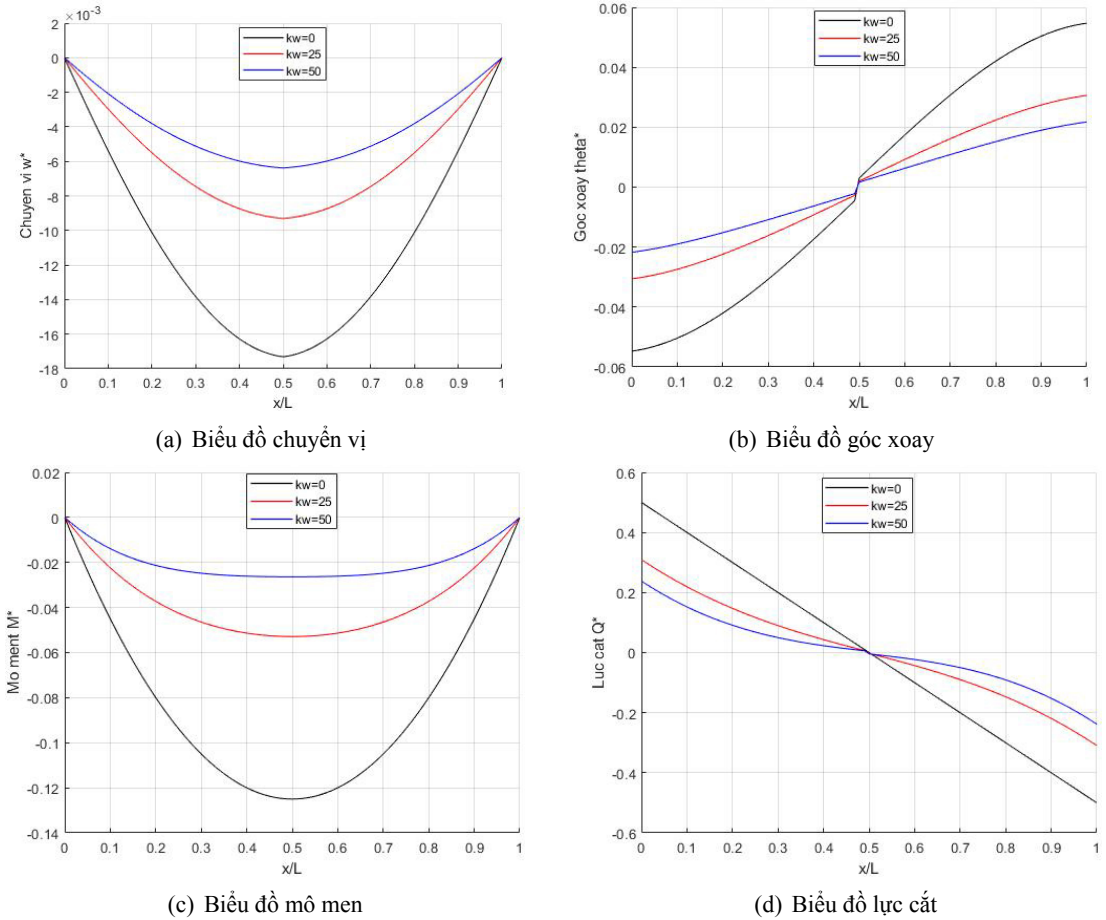 ×10⁻³
2
0
-2
-4
-6
-8
-10
-12
-14
-16
-18
0 0.1 0.2 0.3 0.4 0.5 0.6 0.7 0.8 0.9 1
x/L
Chuyen vi w*
kw=0
kw=25
kw=50
(a) Biểu đồ chuyển vị
0.06
0.04
0.02
0
-0.02
-0.04
-0.06
0 0.1 0.2 0.3 0.4 0.5 0.6 0.7 0.8 0.9 1
x/L
Goc xoay theta*
kw=0
kw=25
kw=50
(b) Biểu đồ góc xoay
0.02
0
-0.02
-0.04
-0.06
-0.08
-0.1
-0.12
-0.14
0 0.1 0.2 0.3 0.4 0.5 0.6 0.7 0.8 0.9 1
x/L
Mo ment M*
kw=0
kw=25
kw=50
(c) Biểu đồ mô men
0.6
0.4
0.2
0
-0.2
-0.4
-0.6
0 0.1 0.2 0.3 0.4 0.5 0.6 0.7 0.8 0.9 1
x/L
Luc cat Q*
kw=0
kw=25
kw=50
(d) Biểu đồ lực cắt